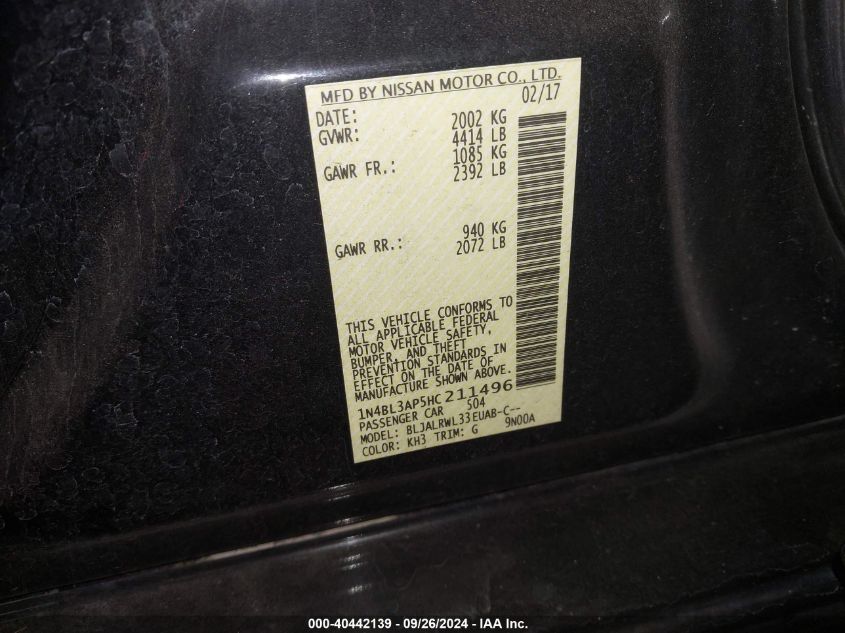 MFD BY NISSAN MOTOR CO., LTD.
DATE: 02/17
GVWR: 2002 KG
4414 LB
GAWR FR.: 1085 KG
2392 LB
GAWR RR.: 940 KG
2072 LB
THIS VEHICLE CONFORMS TO
ALL APPLICABLE FEDERAL
MOTOR VEHICLE SAFETY,
BUMPER, AND THEFT
PREVENTION STANDARDS IN
EFFECT ON THE DATE OF
MANUFACTURE SHOWN ABOVE.
1N4BL3AP5HC211496
PASSENGER CAR 504
MODEL: BLJALRWL33EUAB-C--
COLOR: KH3 TRIM: G 9N00A
000-40442139 - 09/26/2024 - IAA Inc.